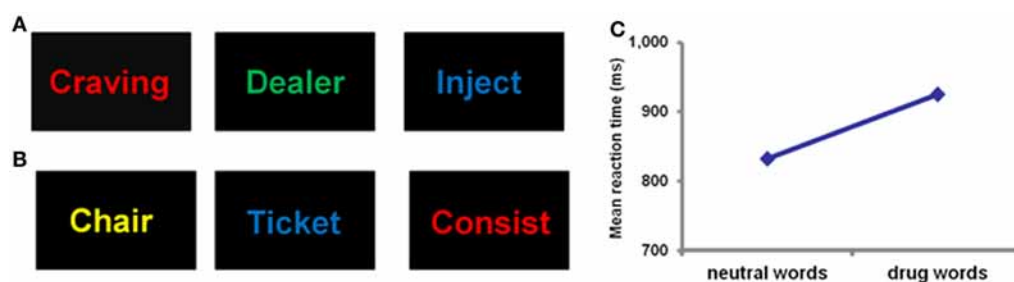 A
Craving
Dealer
Inject
B
Chair
Ticket
Consist
C
Mean reaction time (ms)
1,000
900
800
700
neutral words
drug words